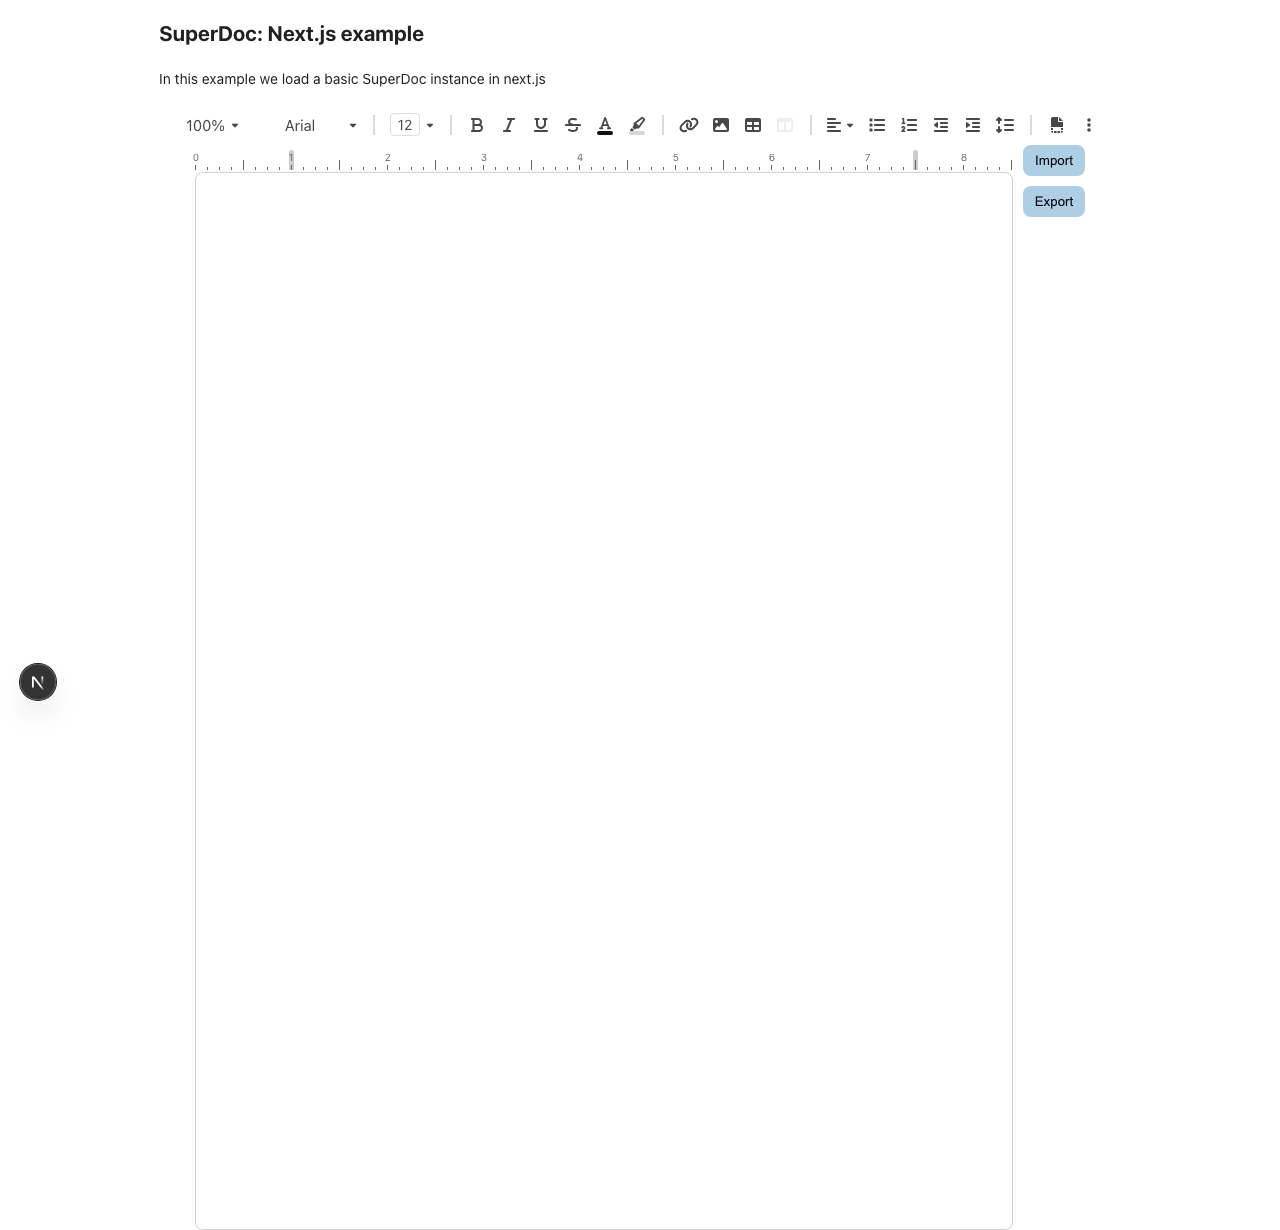 SuperDoc: Next.js example
In this example we load a basic SuperDoc instance in next.js
100% Arial 12 B I U S A
0 1 2 3 4 5 6 7 8
Import
Export
N